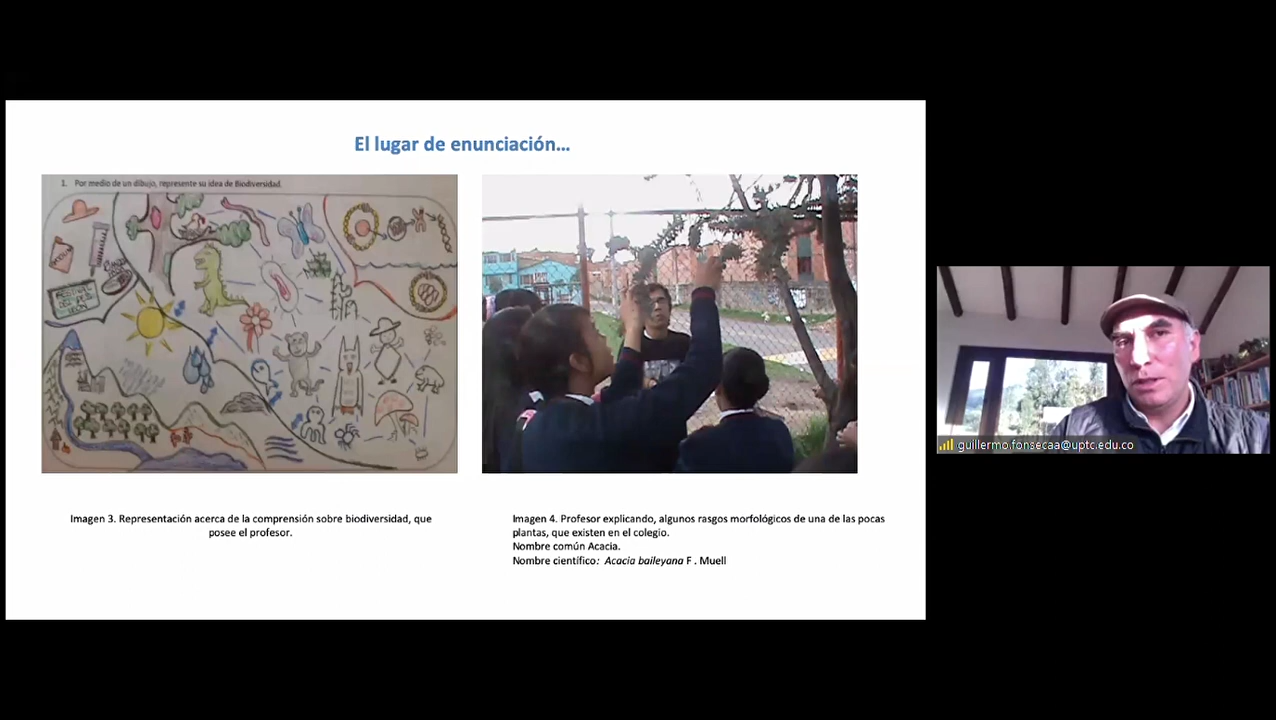 El lugar de enunciación...
1. Por medio de un dibujo, represente su idea de Biodiversidad.
Imagen 3. Representación acerca de la comprensión sobre biodiversidad, que
posee el profesor.
Imagen 4. Profesor explicando, algunos rasgos morfológicos de una de las pocas
plantas, que existen en el colegio.
Nombre común Acacia.
Nombre científico: Acacia baileyana F . Muell
guillermo.fonsecaa@uptc.edu.co